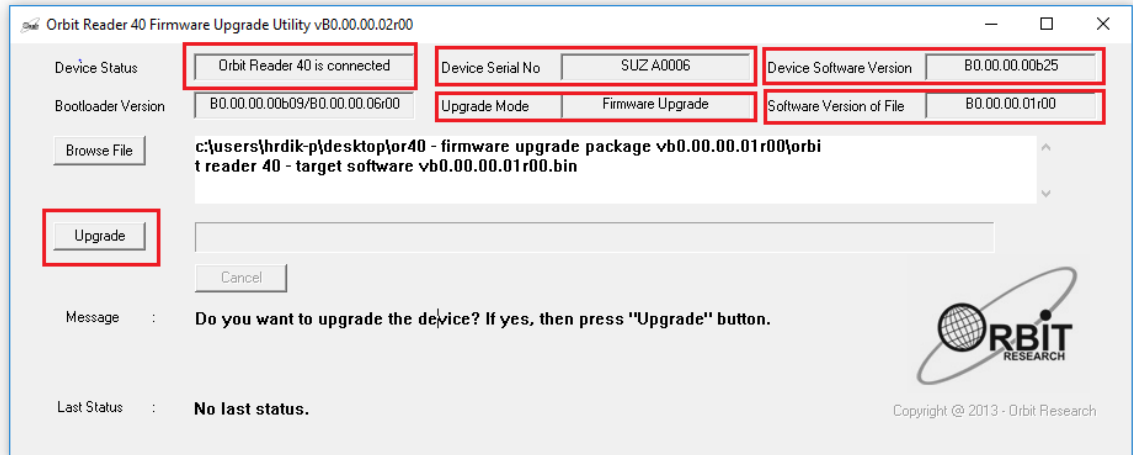 Orbit Reader 40 Firmware Upgrade Utility vB0.00.00.02r00
Device Status Orbit Reader 40 is connected Device Serial No SUZ A0006 Device Software Version B0.00.00.00b25
Bootloader Version B0.00.00.00b09/B0.00.00.06r00 Upgrade Mode Firmware Upgrade Software Version of File B0.00.00.01r00
Browse File c:\users\hrdik-p\desktop\or40 - firmware upgrade package vb0.00.00.01r00\orbi
t reader 40 - target software vb0.00.00.01r00.bin
Upgrade
Cancel
Message : Do you want to upgrade the device? If yes, then press "Upgrade" button.
ORBIT
RESEARCH
Last Status : No last status.
Copyright @ 2013 - Orbit Research